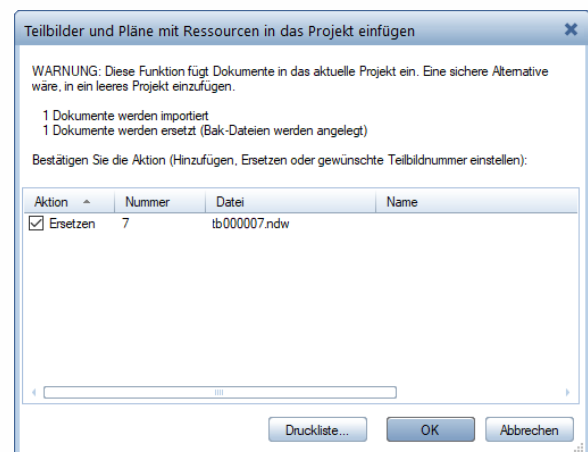 Teilbilder und Pläne mit Ressourcen in das Projekt einfügen
WARNUNG: Diese Funktion fügt Dokumente in das aktuelle Projekt ein. Eine sichere Alternative
wäre, in ein leeres Projekt einzufügen.
1 Dokumente werden importiert
1 Dokumente werden ersetzt (Bak-Dateien werden angelegt)
Bestätigen Sie die Aktion (Hinzufügen, Ersetzen oder gewünschte Teilbildnummer einstellen):
Aktion Nummer Datei Name
Ersetzen 7 tb000007.ndw
Druckliste... OK Abbrechen